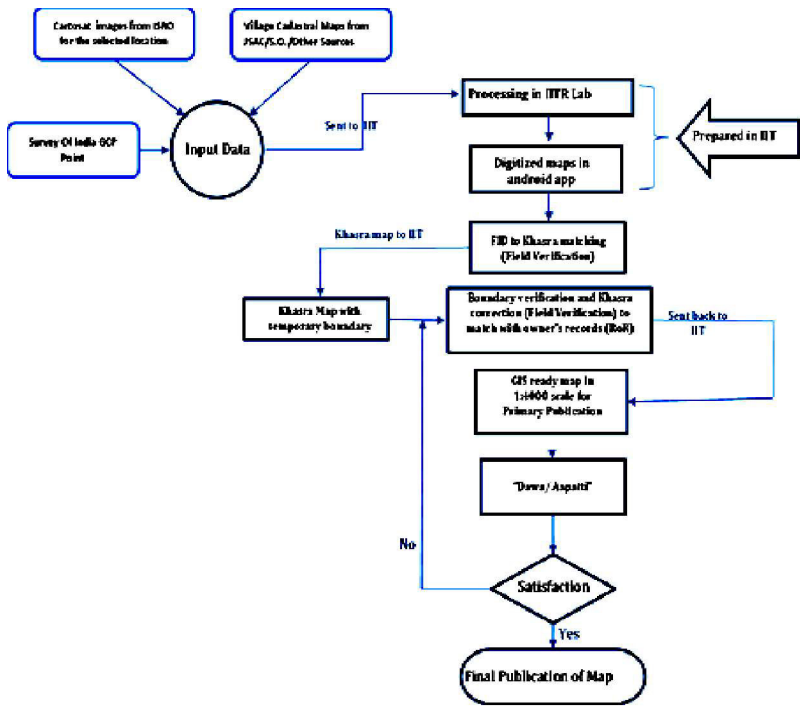 Cartosat images from ISRO
for the selected location
Village Cadastral Maps from
JSAC/S.O./Other Sources
Survey Of India GCP
Point
Input Data
Sent to IIT
Processing in IITR Lab
Digitized maps in
android app
Prepared in IIT
Khasra map to IIT
FID to Khasra matching
(Field Verification)
Khasra Map with
temporary boundary
Boundary verification and Khasra
correction (Field Verification) to
match with owner's records (RoR)
Sent back to
IIT
GIS ready map in
1:4000 scale for
Primary Publication
"Dawa/Aapatti"
No
Satisfaction
Yes
Final Publication of Map